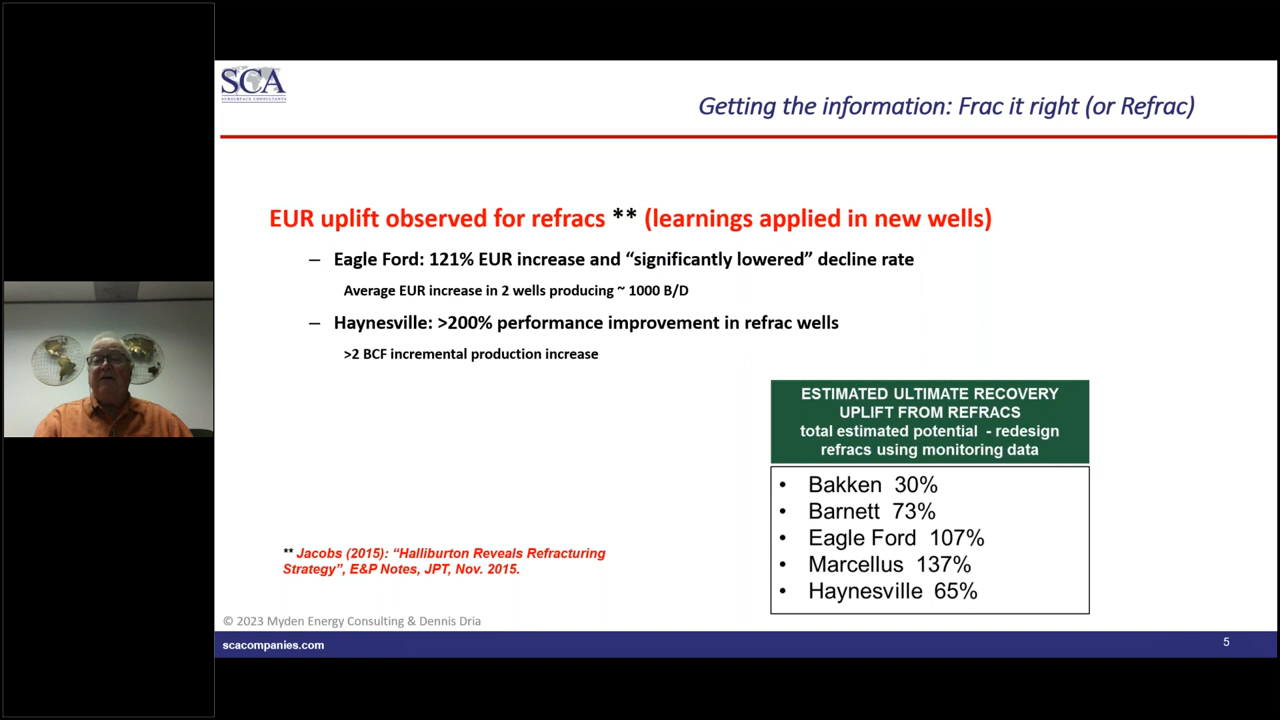 SCA
SUBSURFACE CONSULTANTS
Getting the information: Frac it right (or Refrac)
EUR uplift observed for refracs ** (learnings applied in new wells)
– Eagle Ford: 121% EUR increase and “significantly lowered” decline rate
Average EUR increase in 2 wells producing ~ 1000 B/D
– Haynesville: >200% performance improvement in refrac wells
>2 BCF incremental production increase
ESTIMATED ULTIMATE RECOVERY
UPLIFT FROM REFRACS
total estimated potential - redesign
refracs using monitoring data
• Bakken 30%
• Barnett 73%
• Eagle Ford 107%
• Marcellus 137%
• Haynesville 65%
** Jacobs (2015): “Halliburton Reveals Refracturing
Strategy”, E&P Notes, JPT, Nov. 2015.
© 2023 Myden Energy Consulting & Dennis Dria
scacompanies.com
5